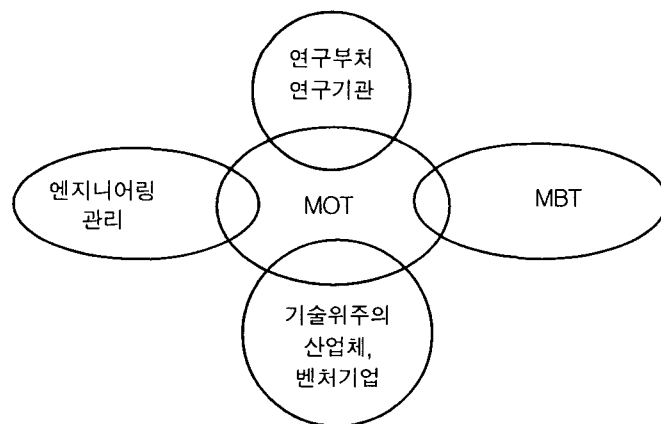 연구부처
연구기관
엔지니어링
관리
MOT
MBT
기술위주의
산업체,
벤처기업